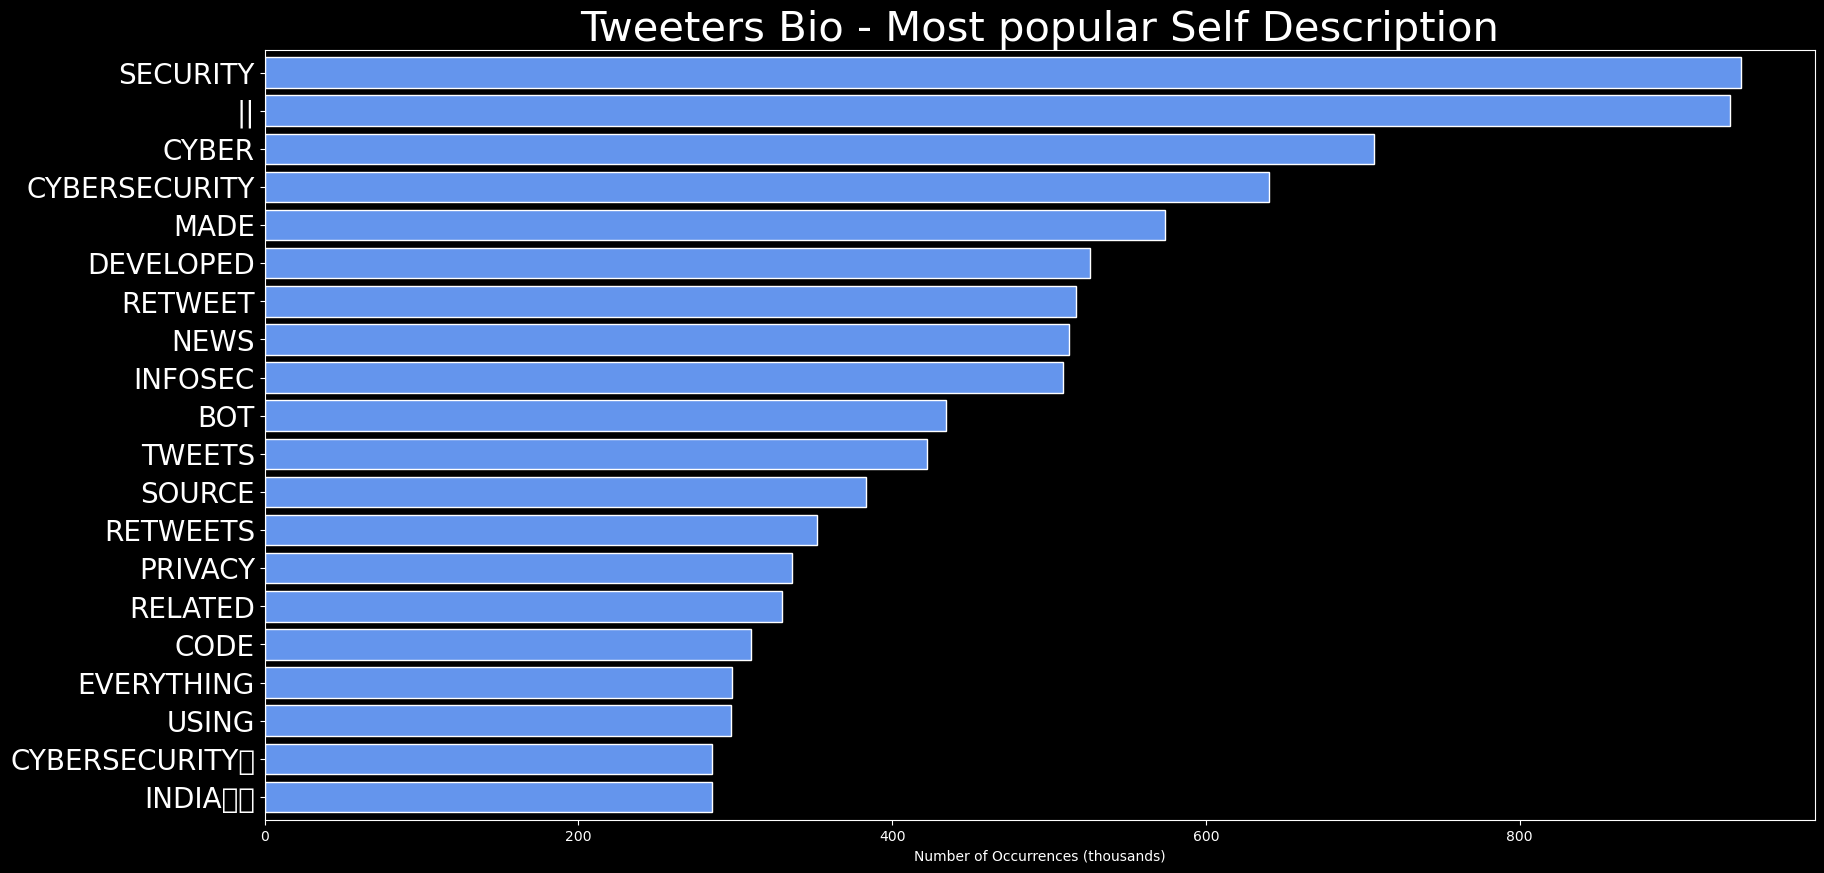 Tweeters Bio - Most popular Self Description
SECURITY
||
CYBER
CYBERSECURITY
MADE
DEVELOPED
RETWEET
NEWS
INFOSEC
BOT
TWEETS
SOURCE
RETWEETS
PRIVACY
RELATED
CODE
EVERYTHING
USING
CYBERSECURITY▯
INDIA▯▯
0 200 400 600 800
Number of Occurrences (thousands)